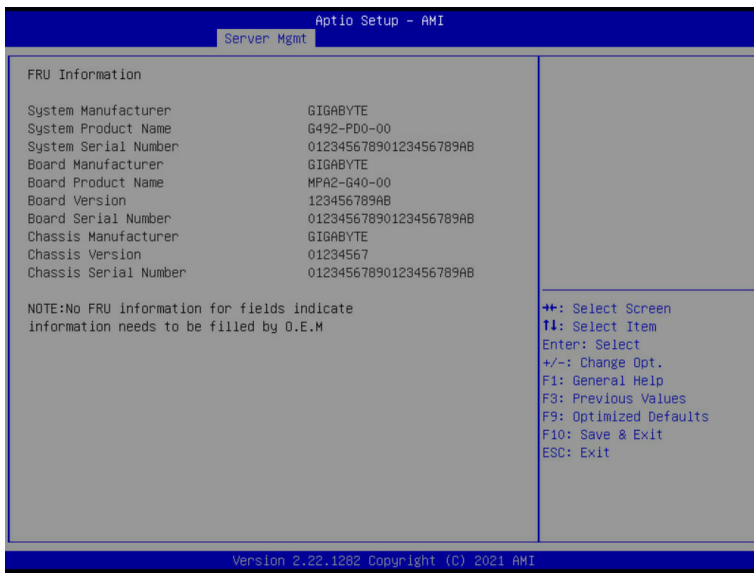 Aptio Setup – AMI
Server Mgmt
FRU Information
System Manufacturer GIGABYTE
System Product Name G492-PD0-00
System Serial Number 01234567890123456789AB
Board Manufacturer GIGABYTE
Board Product Name MPA2-G40-00
Board Version 123456789AB
Board Serial Number 01234567890123456789AB
Chassis Manufacturer GIGABYTE
Chassis Version 01234567
Chassis Serial Number 01234567890123456789AB
NOTE:No FRU information for fields indicate
information needs to be filled by O.E.M
→←: Select Screen
↑↓: Select Item
Enter: Select
+/-: Change Opt.
F1: General Help
F3: Previous Values
F9: Optimized Defaults
F10: Save & Exit
ESC: Exit
Version 2.22.1282 Copyright (C) 2021 AMI